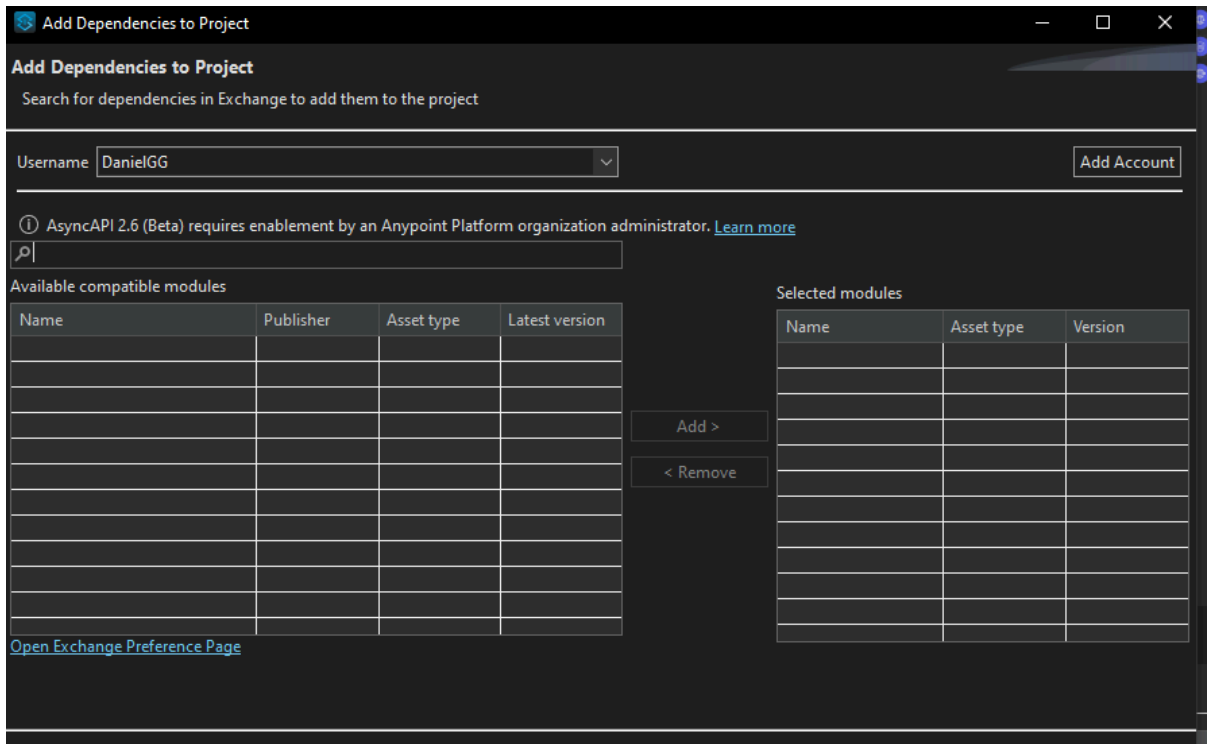 Add Dependencies to Project
Add Dependencies to Project
Search for dependencies in Exchange to add them to the project
Username DanielGG Add Account
AsyncAPI 2.6 (Beta) requires enablement by an Anypoint Platform organization administrator. Learn more
Available compatible modules
Name Publisher Asset type Latest version
Add >
< Remove
Selected modules
Name Asset type Version
Open Exchange Preference Page